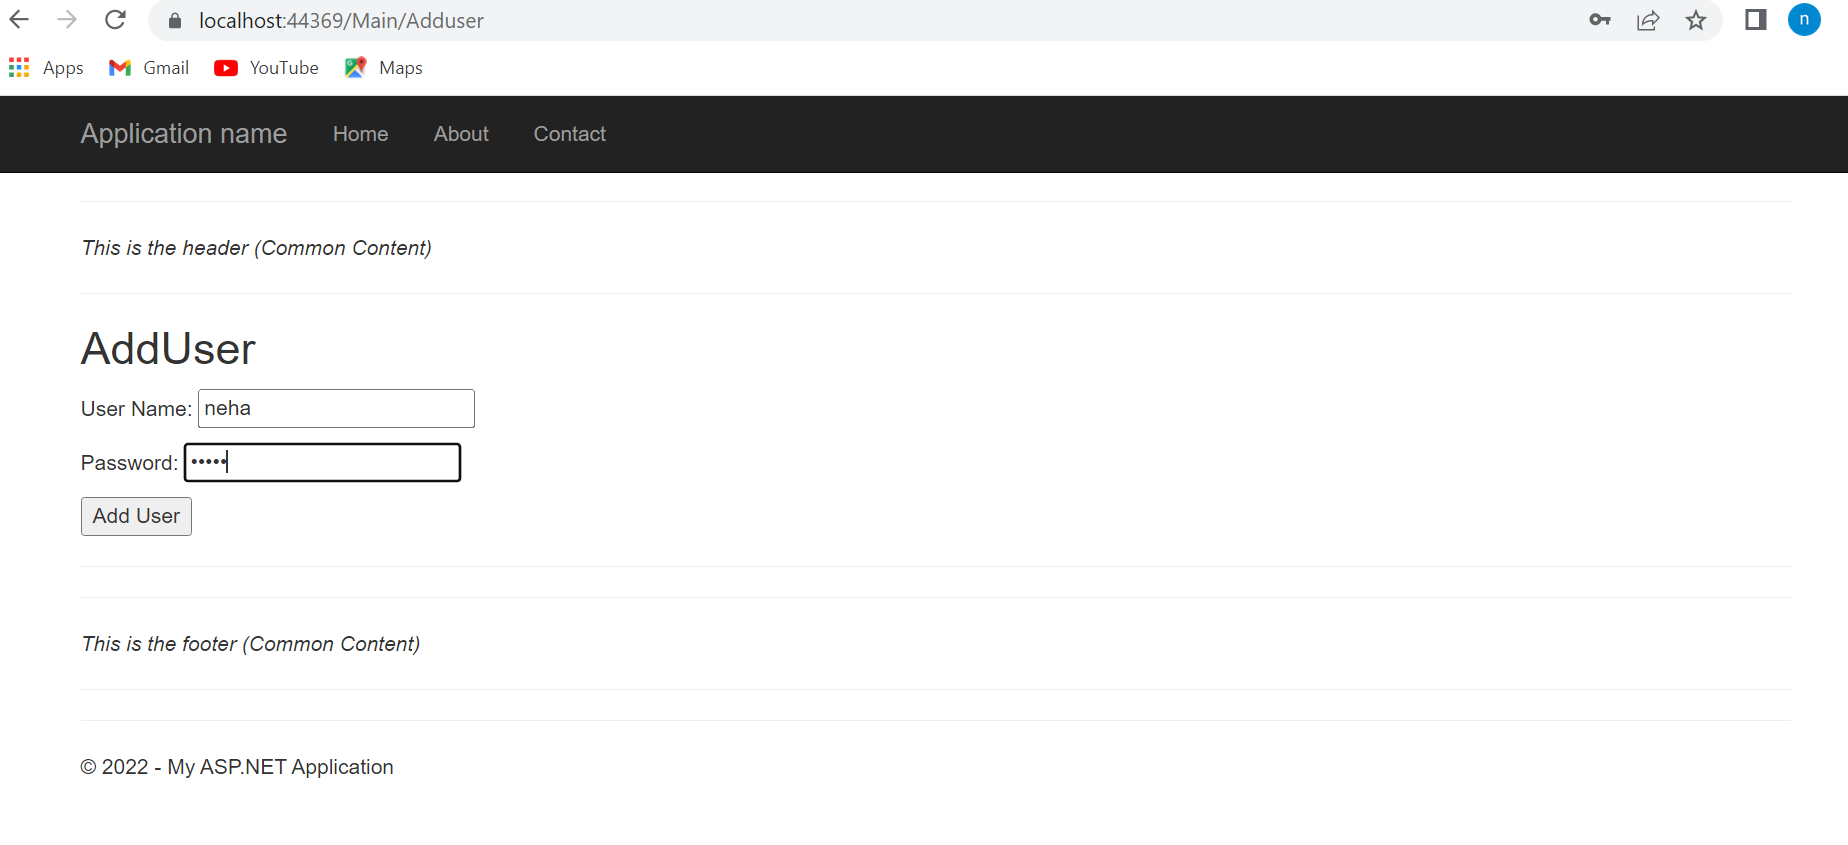 localhost:44369/Main/Adduser
n
Apps Gmail YouTube Maps
Application name Home About Contact
This is the header (Common Content)
AddUser
User Name: neha
Password: •••••
Add User
This is the footer (Common Content)
© 2022 - My ASP.NET Application